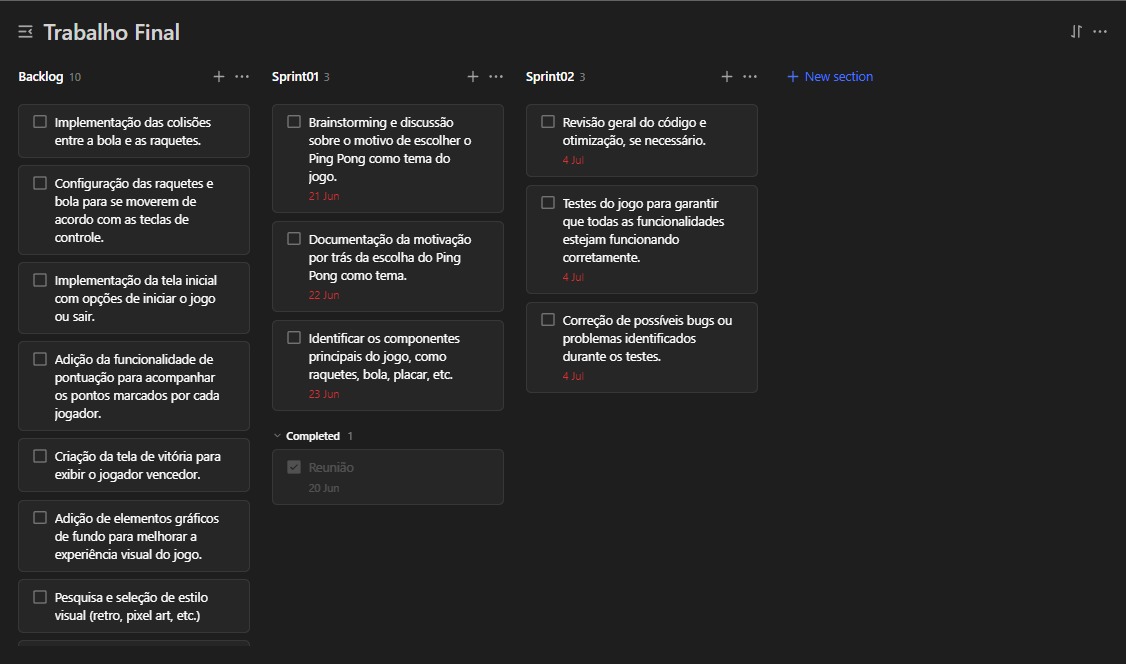 Trabalho Final
Backlog 10
Implementação das colisões
entre a bola e as raquetes.
Configuração das raquetes e
bola para se moverem de
acordo com as teclas de
controle.
Implementação da tela inicial
com opções de iniciar o jogo
ou sair.
Adição da funcionalidade de
pontuação para acompanhar
os pontos marcados por cada
jogador.
Criação da tela de vitória para
exibir o jogador vencedor.
Adição de elementos gráficos
de fundo para melhorar a
experiência visual do jogo.
Pesquisa e seleção de estilo
visual (retro, pixel art, etc.)
Sprint01 3
Brainstorming e discussão
sobre o motivo de escolher o
Ping Pong como tema do
jogo.
21 Jun
Documentação da motivação
por trás da escolha do Ping
Pong como tema.
22 Jun
Identificar os componentes
principais do jogo, como
raquetes, bola, placar, etc.
23 Jun
Completed 1
Reunião
20 Jun
Sprint02 3
Revisão geral do código e
otimização, se necessário.
4 Jul
Testes do jogo para garantir
que todas as funcionalidades
estejam funcionando
corretamente.
4 Jul
Correção de possíveis bugs ou
problemas identificados
durante os testes.
4 Jul
+ New section